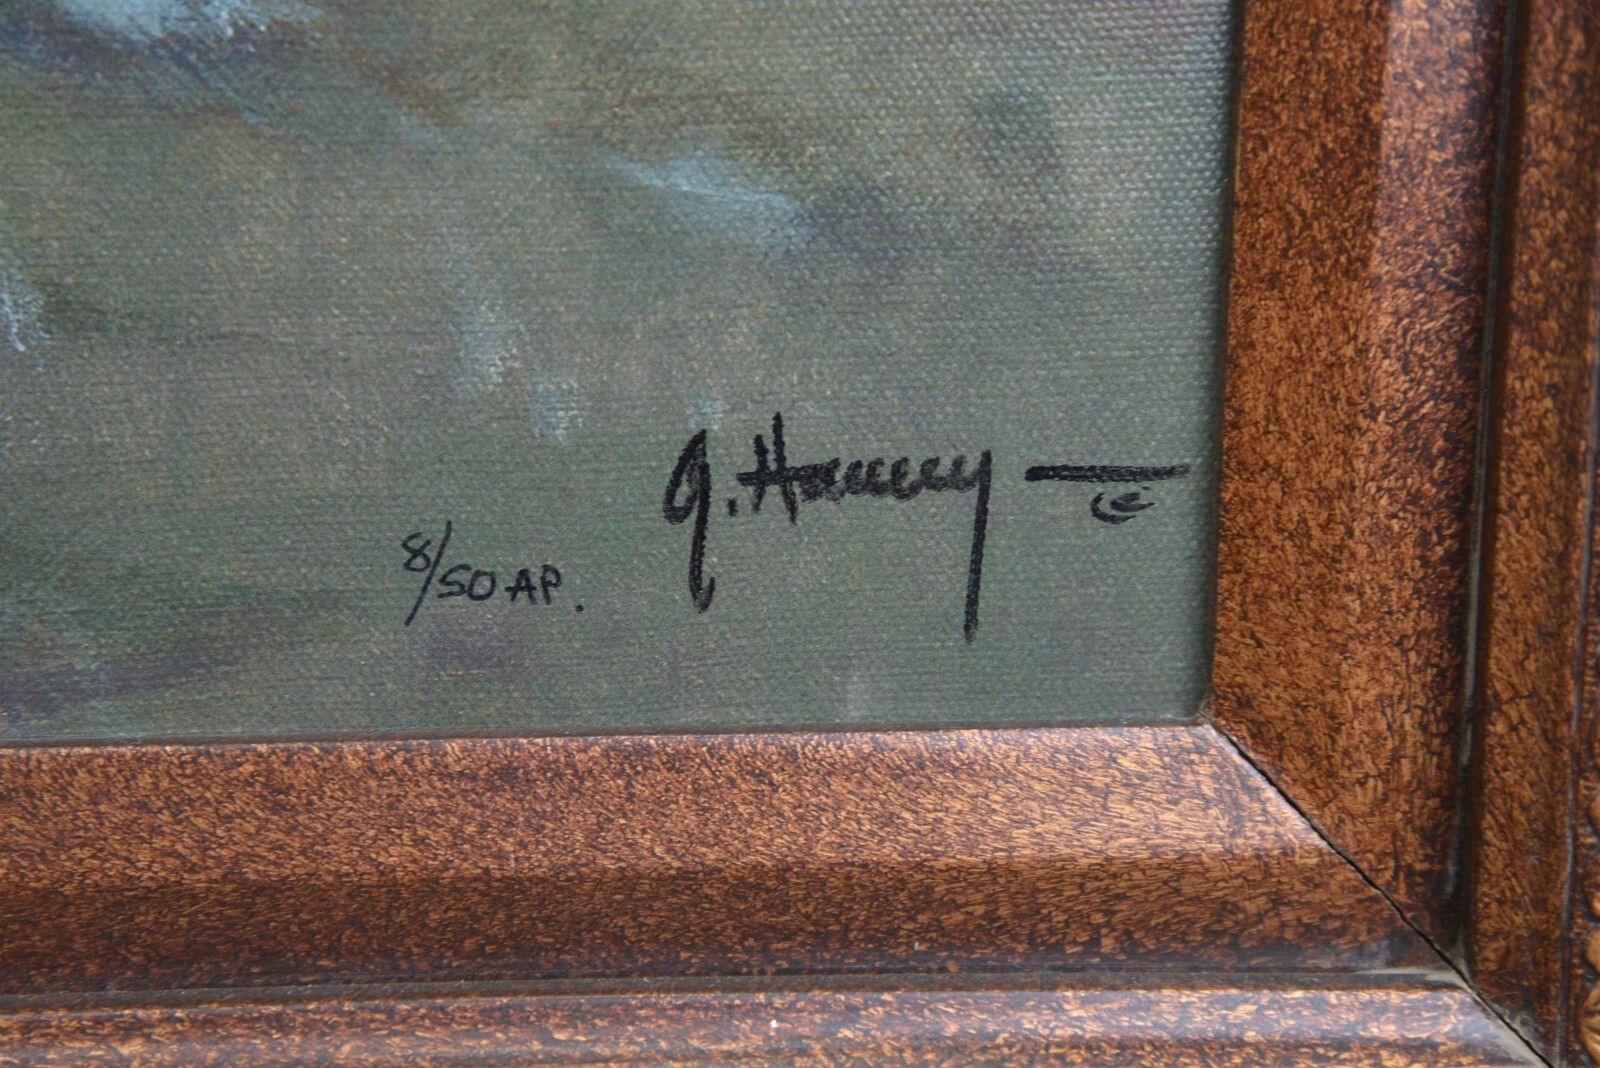 G. Harvey —
8/50 AP.